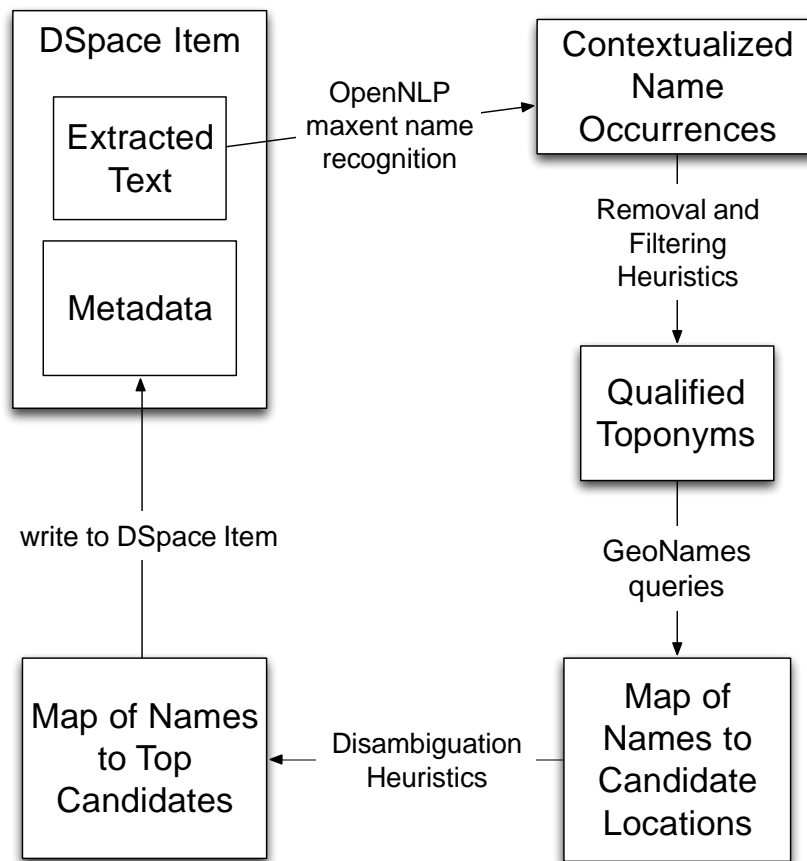 DSpace Item
Extracted
Text
Metadata
OpenNLP
maxent name
recognition
Contextualized
Name
Occurrences
Removal and
Filtering
Heuristics
Qualified
Toponyms
GeoNames
queries
Map of
Names to
Candidate
Locations
Disambiguation
Heuristics
Map of Names
to Top
Candidates
write to DSpace Item